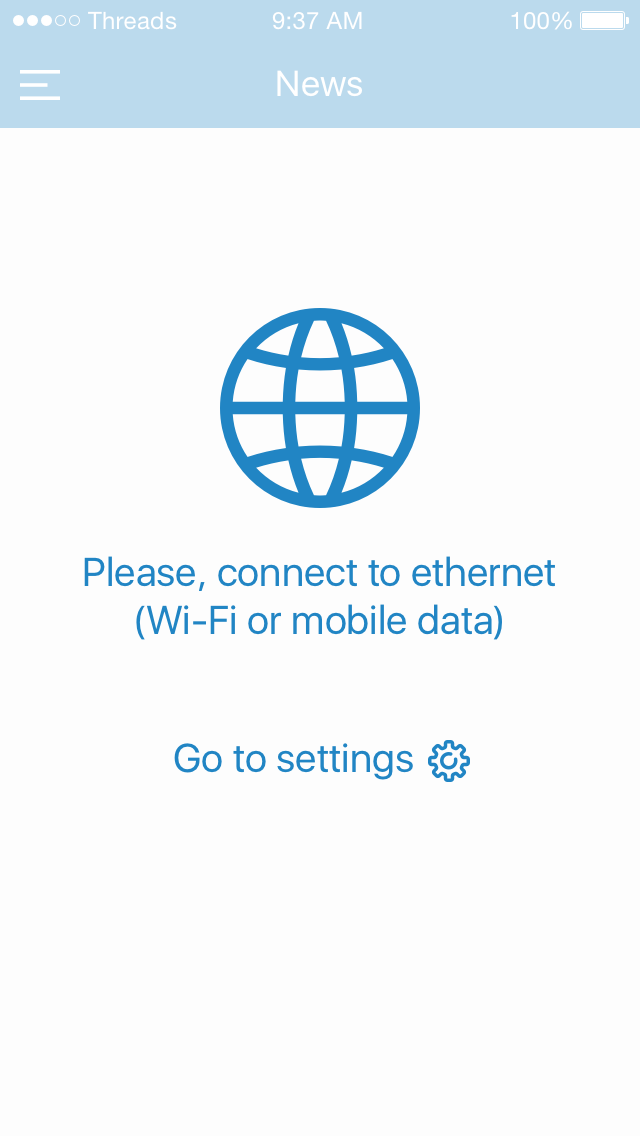 Threads 9:37 AM 100%
News
Please, connect to ethernet
(Wi-Fi or mobile data)
Go to settings